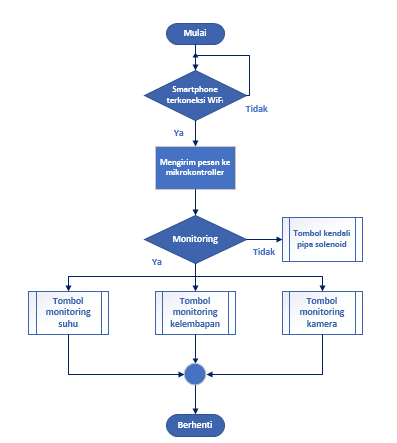 Mulai
Smartphone
terkoneksi WiFi
Tidak
Ya
Mengirim pesan ke
mikrokontroller
Monitoring
Tombol kendali
pipa solenoid
Ya
Tidak
Tombol
monitoring
suhu
Tombol
monitoring
kelembapan
Tombol
monitoring
kamera
Berhenti